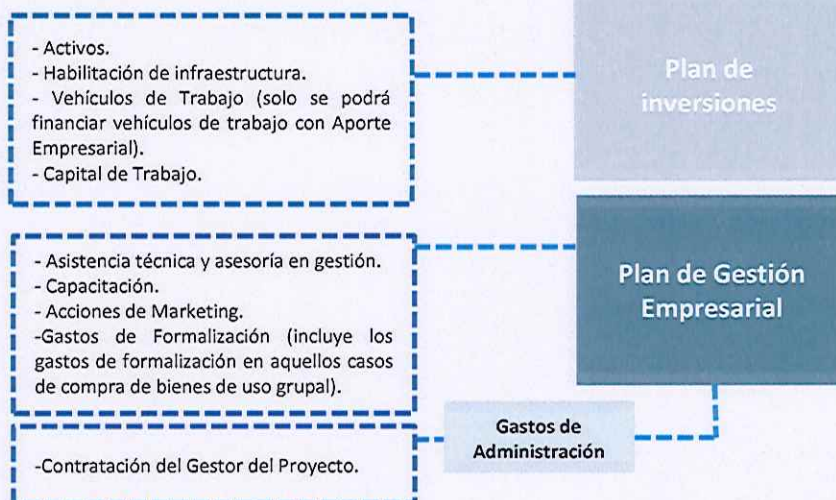 - Activos.
- Habilitación de infraestructura.
- Vehículos de Trabajo (solo se podrá
financiar vehículos de trabajo con Aporte
Empresarial).
- Capital de Trabajo.
Plan de
inversiones
- Asistencia técnica y asesoría en gestión.
- Capacitación.
- Acciones de Marketing.
-Gastos de Formalización (incluye los
gastos de formalización en aquellos casos
de compra de bienes de uso grupal).
Plan de Gestión
Empresarial
-Contratación del Gestor del Proyecto.
Gastos de
Administración